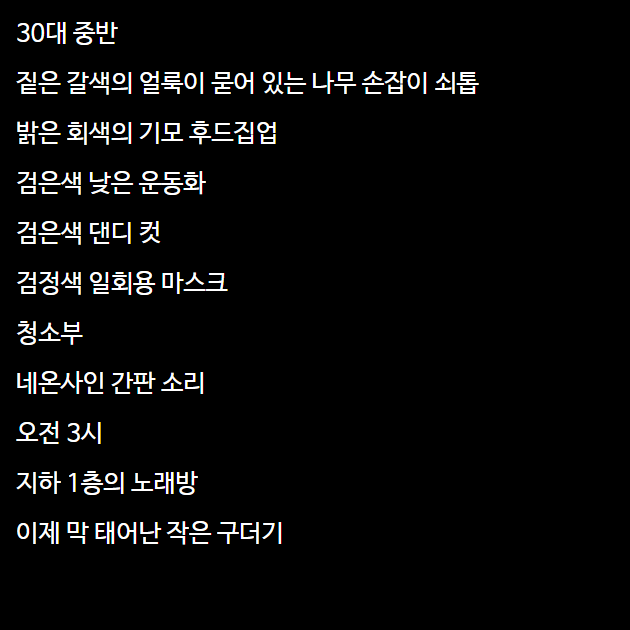 30대 중반
짙은 갈색의 얼룩이 묻어 있는 나무 손잡이 쇠톱
밝은 회색의 기모 후드집업
검은색 낮은 운동화
검은색 댄디 컷
검정색 일회용 마스크
청소부
네온사인 간판 소리
오전 3시
지하 1층의 노래방
이제 막 태어난 작은 구더기